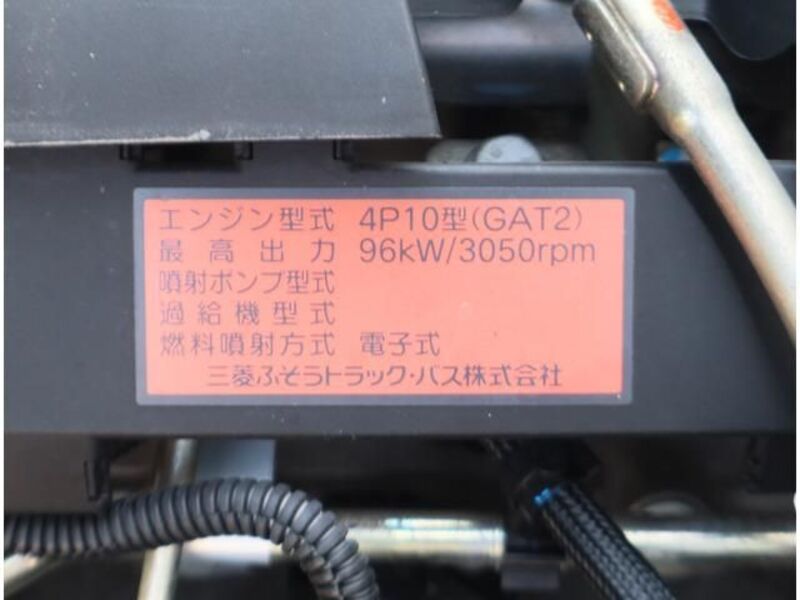 エンジン型式 4P10型(GAT2)
最高出力 96kW/3050rpm
噴射ポンプ型式
過給機型式
燃料噴射方式 電子式
三菱ふそうトラック・バス株式会社